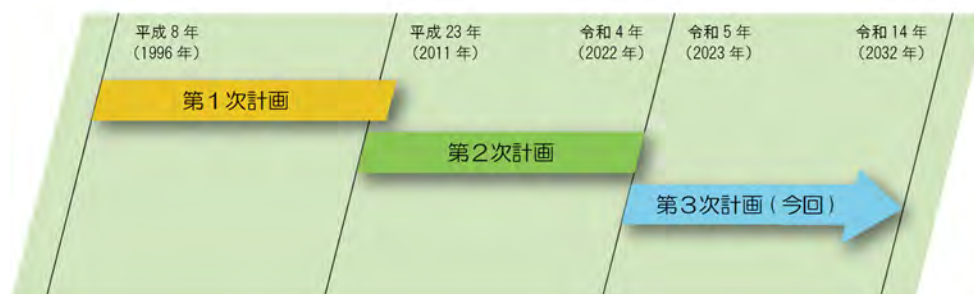 平成 8 年
（1996 年）
平成 23 年
（2011 年）
令和 4 年
（2022 年）
令和 5 年
（2023 年）
令和 14 年
（2032 年）
第１次計画
第２次計画
第３次計画 ( 今回 )